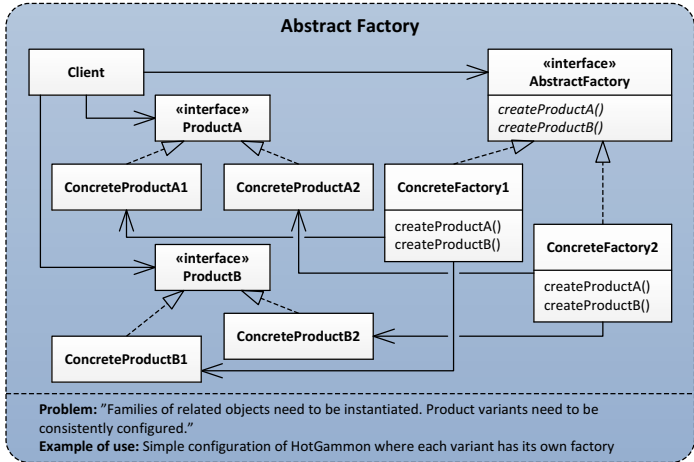 Abstract Factory
Client
«interface»
AbstractFactory
createProductA()
createProductB()
«interface»
ProductA
ConcreteProductA1
ConcreteProductA2
ConcreteFactory1
createProductA()
createProductB()
ConcreteFactory2
createProductA()
createProductB()
«interface»
ProductB
ConcreteProductB1
ConcreteProductB2
Problem: ”Families of related objects need to be instantiated. Product variants need to be
consistently configured.”
Example of use: Simple configuration of HotGammon where each variant has its own factory